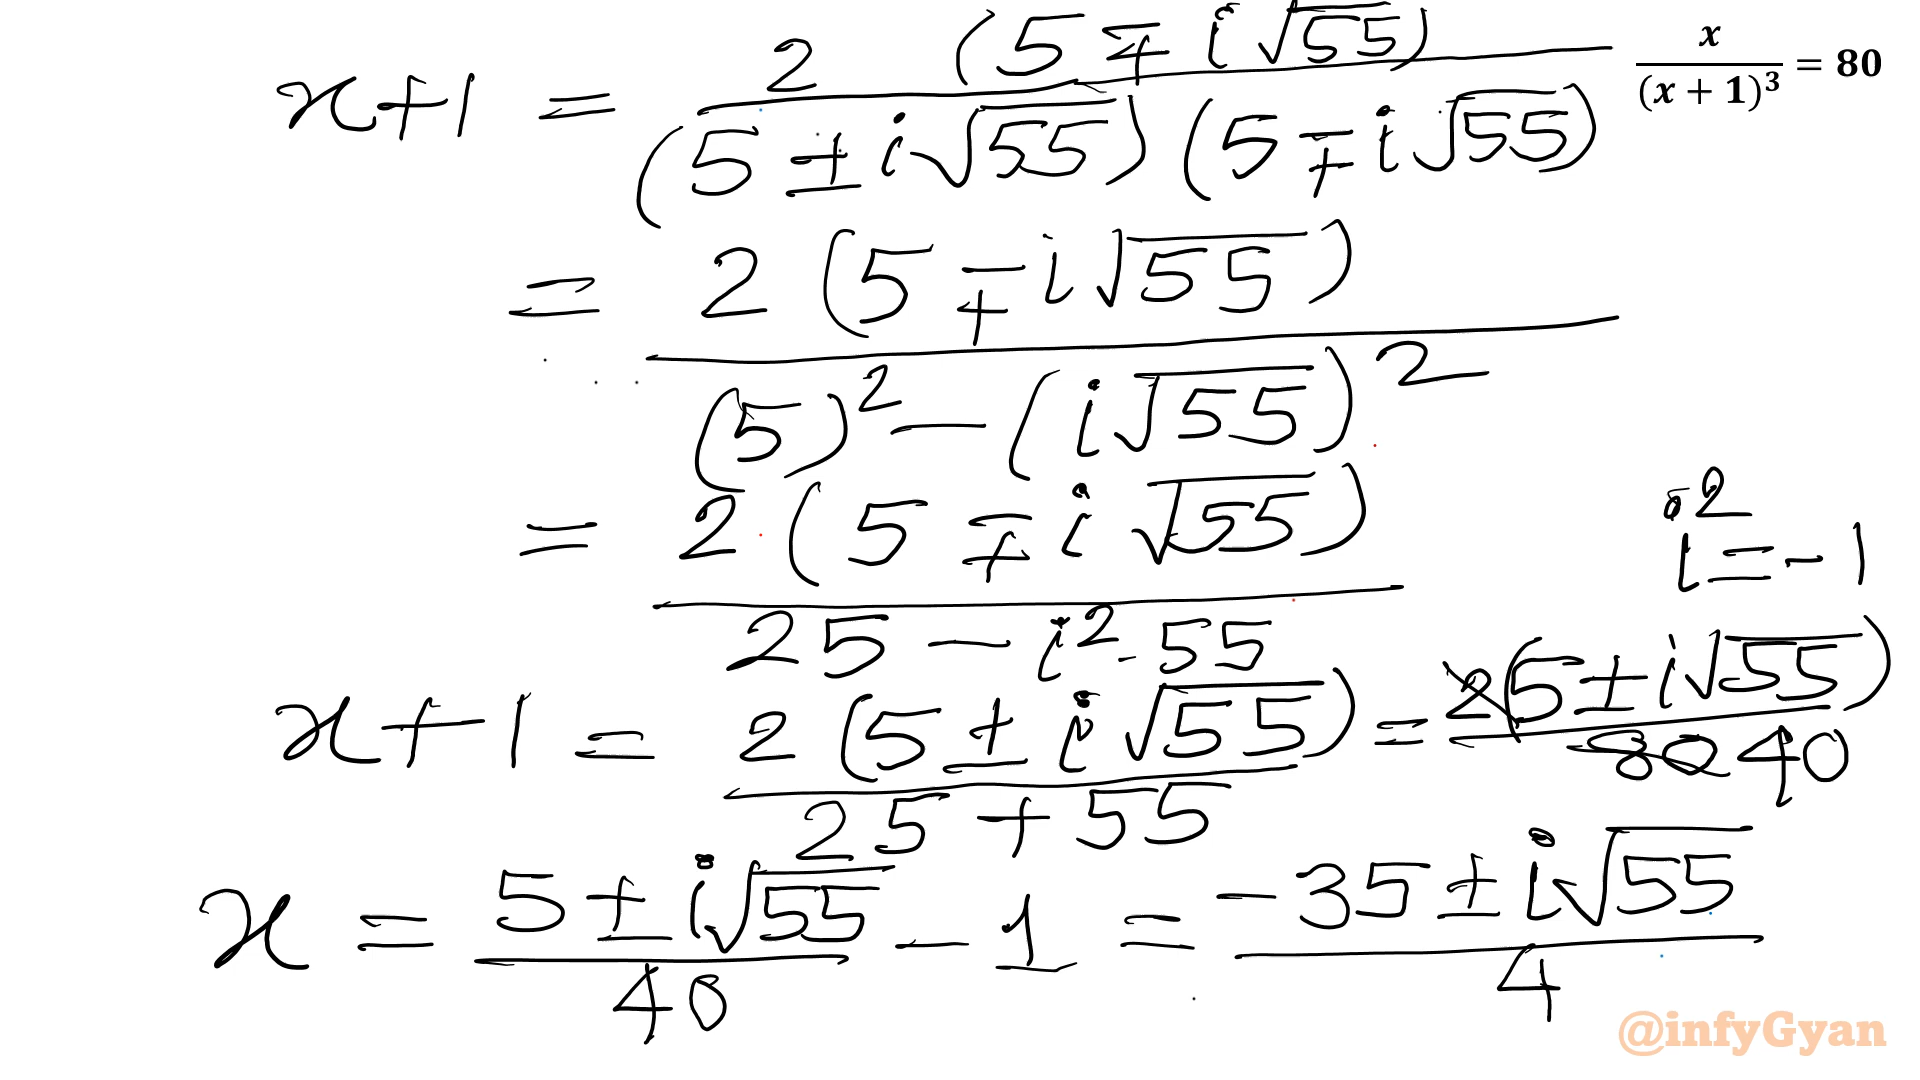 x+1 = 2 (5 ∓ i√55) / (5 ± i√55) (5 ∓ i√55)
x / (x + 1)³ = 80
= 2 (5 ∓ i√55) / (5)² − (i√55)²
= 2 (5 ∓ i√55) / 25 − i² · 55
i² = −1
x+1 = 2 (5 ± i√55) / 25 + 55 = 2(5 ± i√55) / 80 40
x = 5 ± i√55 / 40 − 1 = −35 ± i√55 / 4
@infyGyan